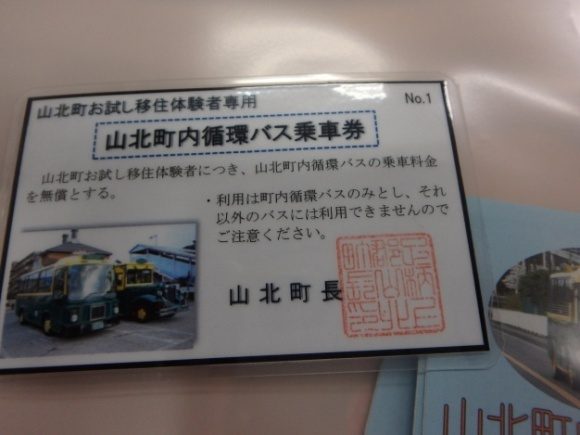 山北町お試し移住体験者専用
No.1
山北町内循環バス乗車券
山北町お試し移住体験者につき、山北町内循環バスの乗車料金
を無償とする。
・利用は町内循環バスのみとし、それ
以外のバスには利用できませんので
ご注意ください。
山北町長
山北